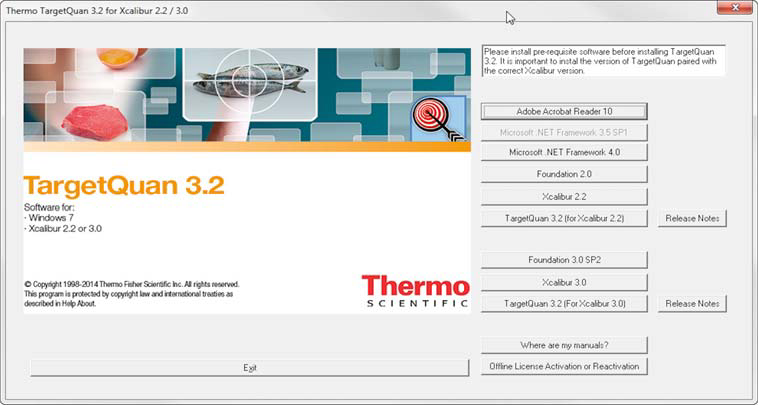 Thermo TargetQuan 3.2 for Xcalibur 2.2 / 3.0
Please install pre-requisite software before installing TargetQuan
3.2. It is important to install the version of TargetQuan paired with
the correct Xcalibur version.
Adobe Acrobat Reader 10
Microsoft .NET Framework 3.5 SP1
Microsoft .NET Framework 4.0
Foundation 2.0
Xcalibur 2.2
TargetQuan 3.2 (for Xcalibur 2.2)
Release Notes
Foundation 3.0 SP2
Xcalibur 3.0
TargetQuan 3.2 (For Xcalibur 3.0)
Release Notes
Where are my manuals?
Offline License Activation or Reactivation
TargetQuan 3.2
Software for:
· Windows 7
· Xcalibur 2.2 or 3.0
© Copyright 1998-2014 Thermo Fisher Scientific Inc. All rights reserved.
This program is protected by copyright law and international treaties as
described in Help About.
Thermo
SCIENTIFIC
Exit